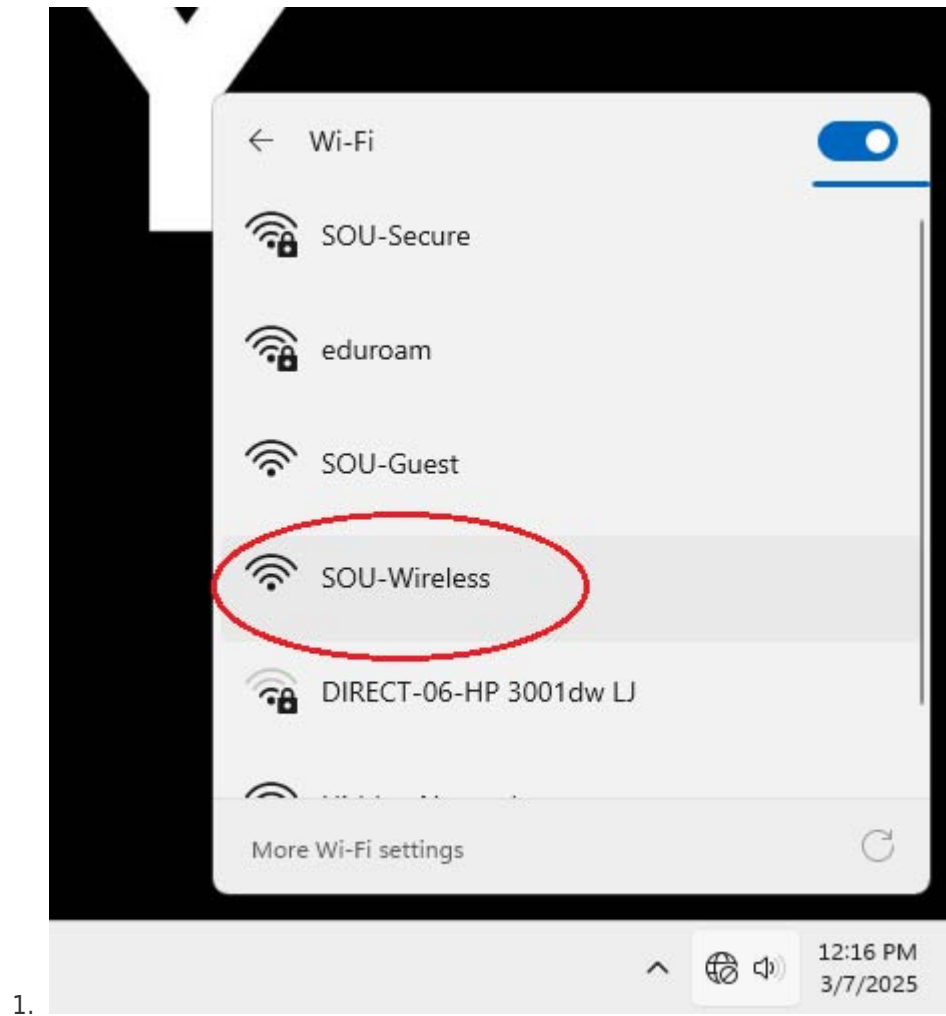 Y
Wi-Fi
SOU-Secure
eduroam
SOU-Guest
SOU-Wireless
DIRECT-06-HP 3001dw LJ
More Wi-Fi settings
12:16 PM
3/7/2025
1.